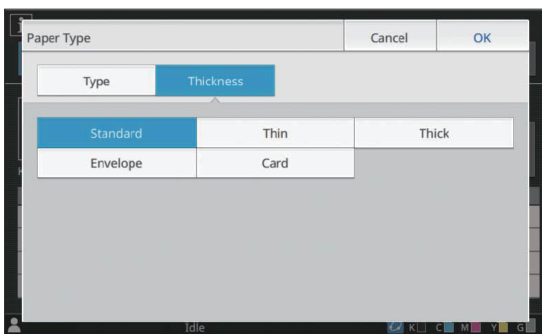 Paper Type Cancel OK
Type Thickness
Standard Thin Thick
Envelope Card
Idle K C M Y G